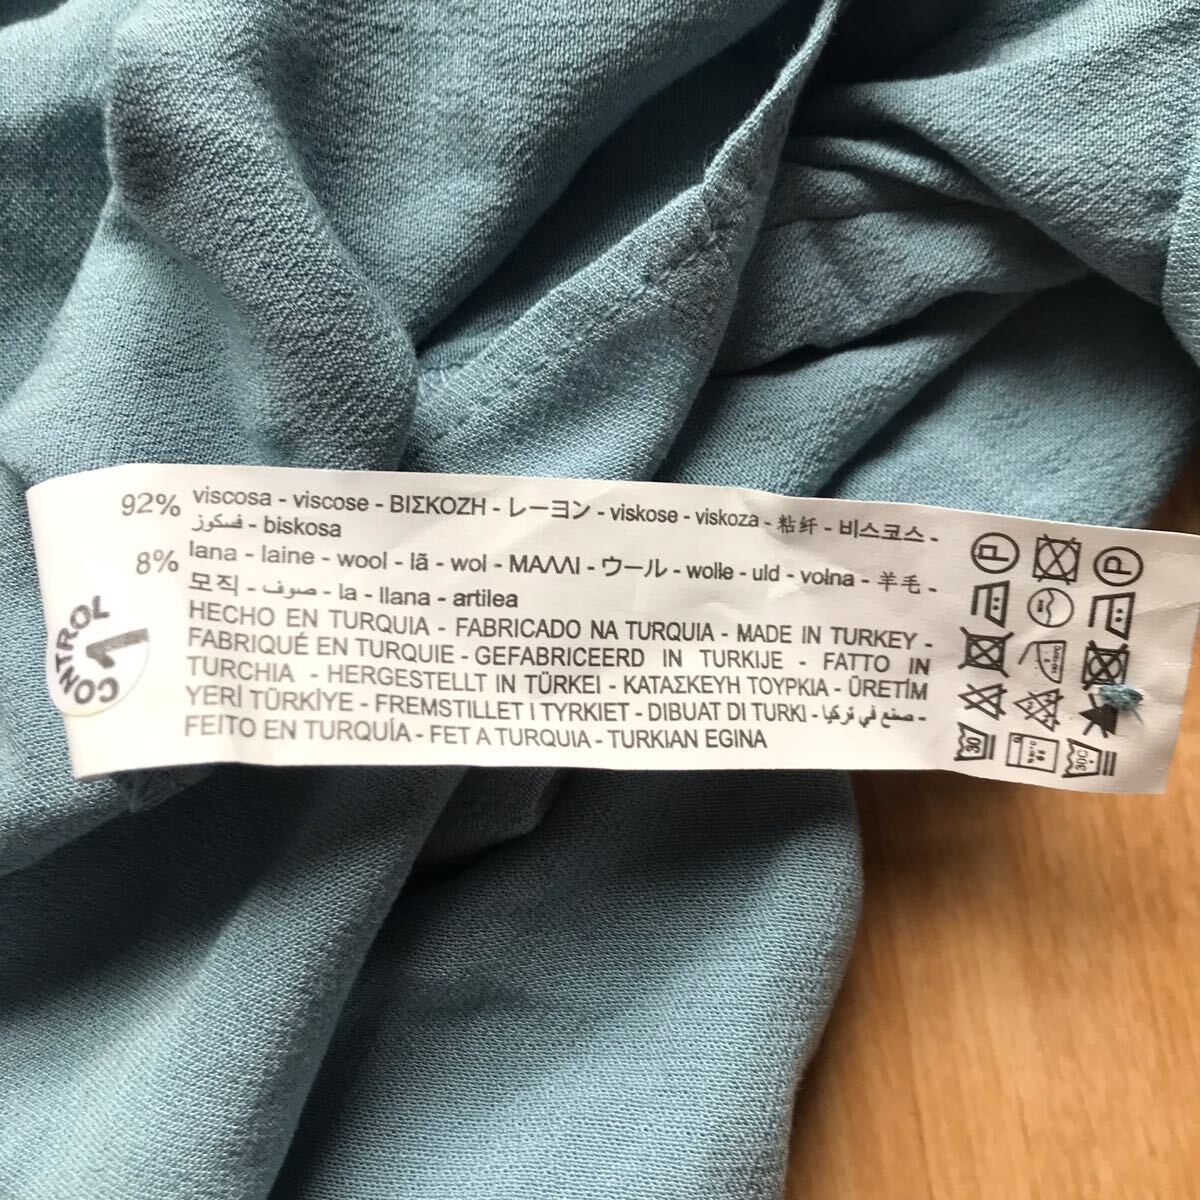 92% viscosa - viscose - ΒΙΣΚΟΖΗ - レーヨン - viskose - viskoza - 粘纤 - 비스코스 -
فسكوز - biskosa
8% lana - laine - wool - lã - wol - ΜΑΛΛΙ - ウール - wolle - uld - volna - 羊毛 -
모직 - صوف - la - llana - artilea
HECHO EN TURQUIA - FABRICADO NA TURQUIA - MADE IN TURKEY -
FABRIQUÉ EN TURQUIE - GEFABRICEERD IN TURKIJE - FATTO IN
TURCHIA - HERGESTELLT IN TÜRKEI - ΚΑΤΑΣΚΕΥΗ ΤΟΥΡΚΙΑ - ÜRETİM
YERİ TÜRKİYE - FREMSTILLET I TYRKIET - DIBUAT DI TURKI - صنع في تركيا -
FEITO EN TURQUÍA - FET A TURQUIA - TURKIAN EGINA
CONTROL
1
P
P
30
30C